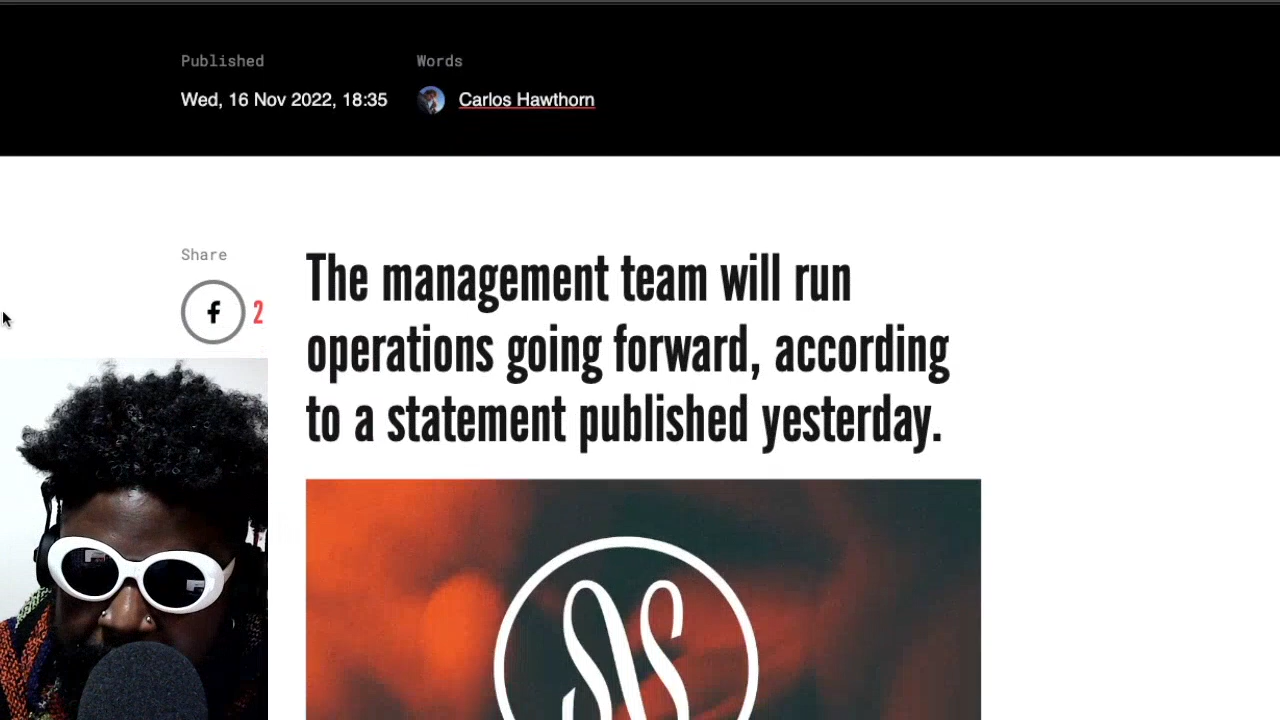 Published
Words
Wed, 16 Nov 2022, 18:35
Carlos Hawthorn
Share
2
The management team will run
operations going forward, according
to a statement published yesterday.